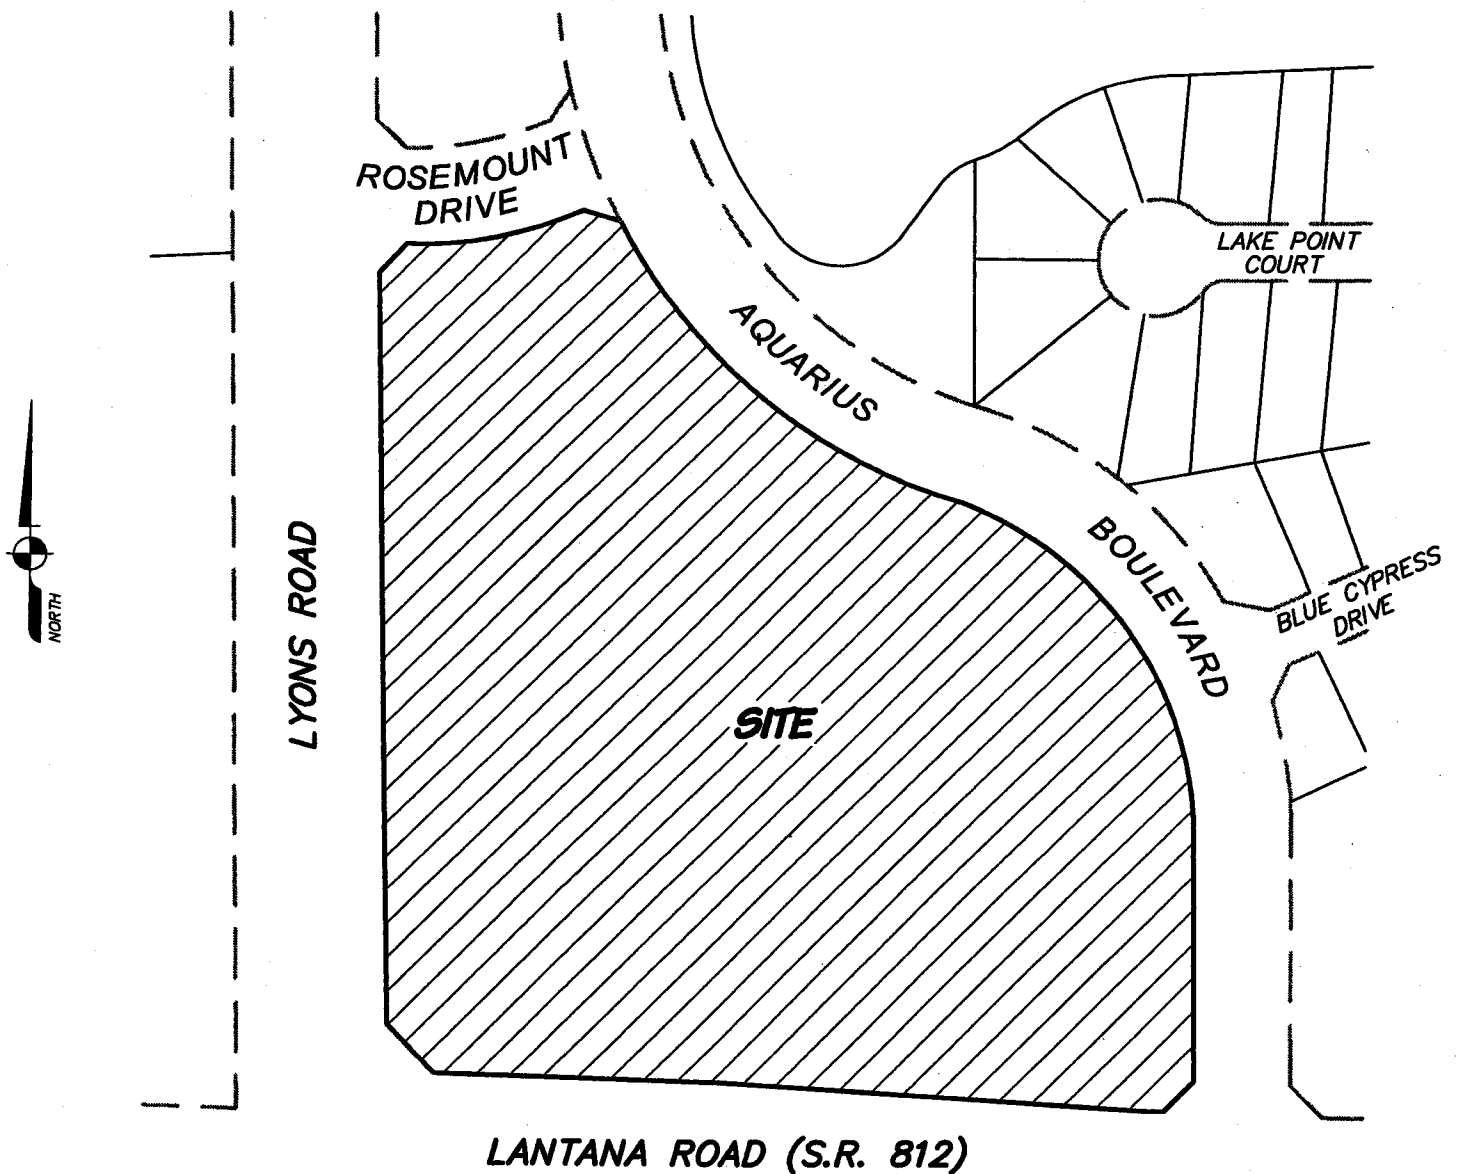 ROSEMOUNT
DRIVE
LAKE POINT
COURT
AQUARIUS
BOULEVARD
BLUE CYPRESS
DRIVE
NORTH
LYONS ROAD
SITE
LANTANA ROAD (S.R. 812)